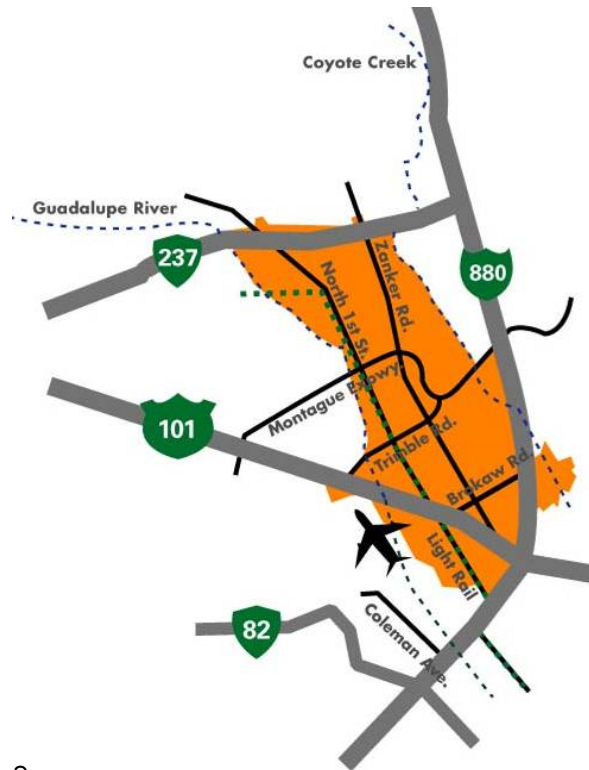 Coyote Creek
Guadalupe River
237
880
Zanker Rd.
North 1st St.
Montague Expwy.
101
Trimble Rd.
Brokaw Rd.
Light Rail
82
Coleman Ave.